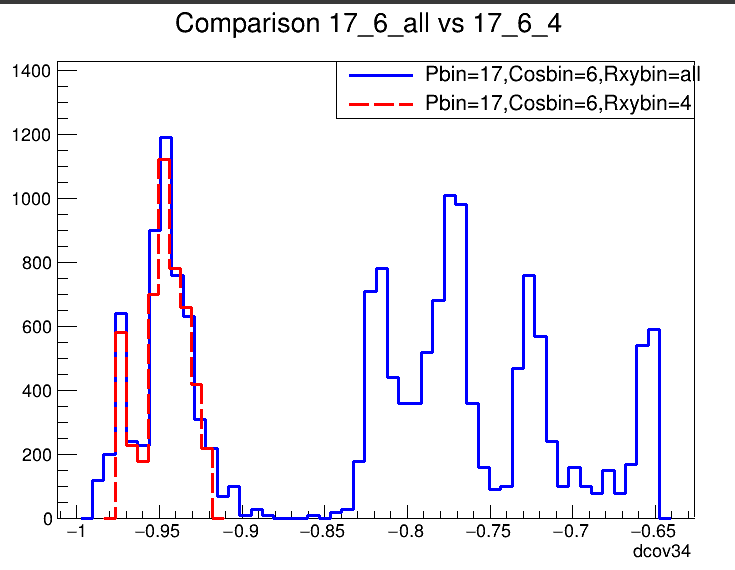 Comparison 17_6_all vs 17_6_4
Pbin=17,Cosbin=6,Rxybin=all
Pbin=17,Cosbin=6,Rxybin=4
1400
1200
1000
800
600
400
200
0
−1 −0.95 −0.9 −0.85 −0.8 −0.75 −0.7 −0.65
dcov34